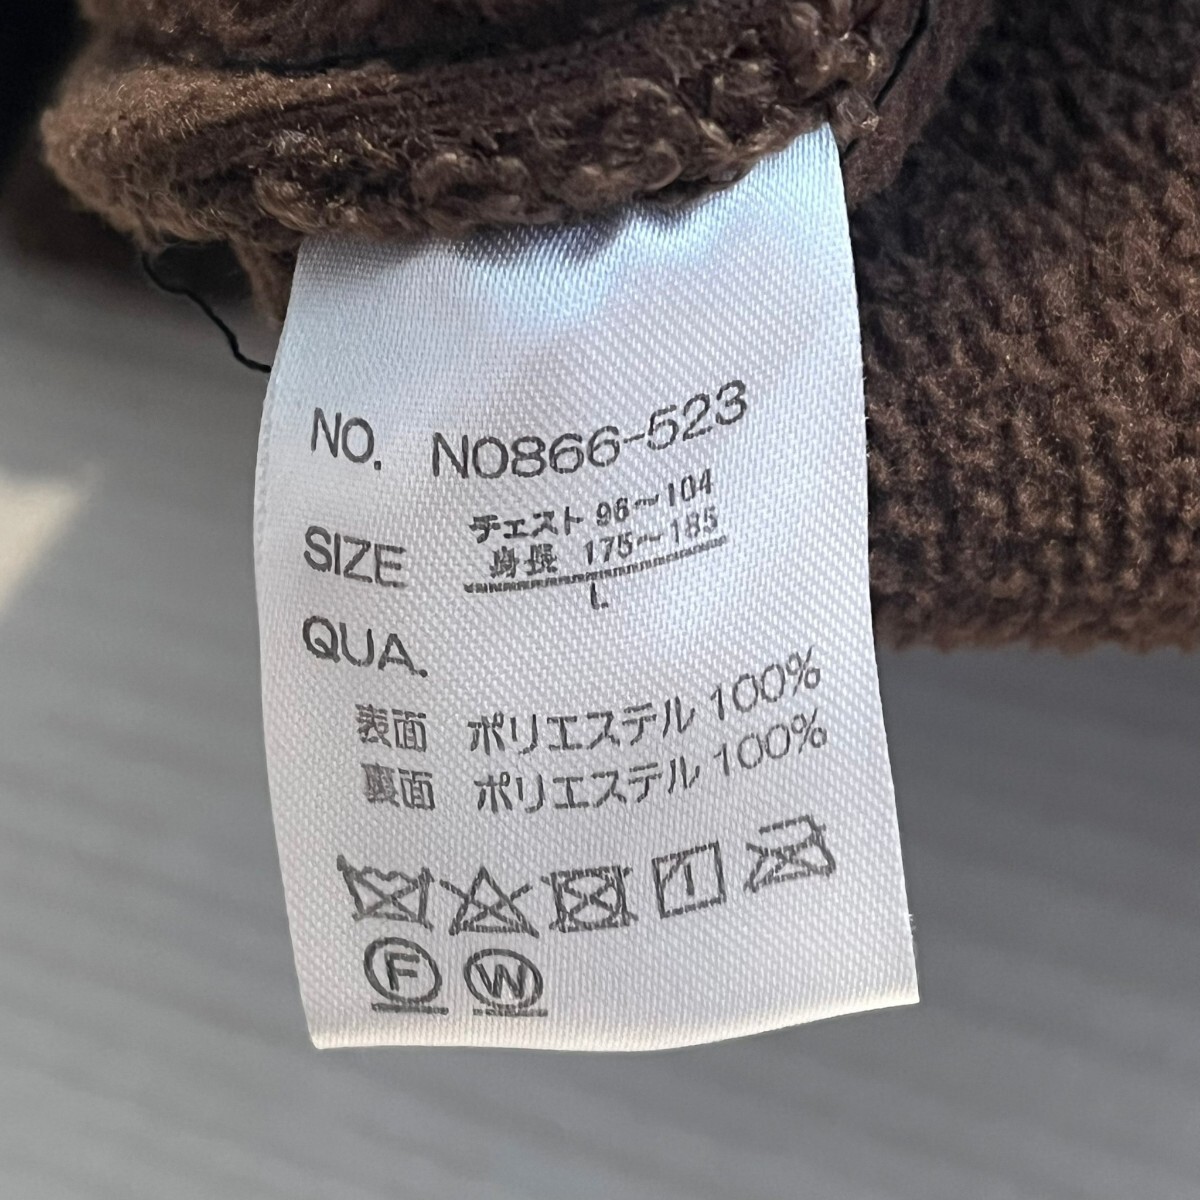 NO. N0866-523
SIZE チェスト 96～104
身長 175～185
L
QUA.
表面 ポリエステル 100%
裏面 ポリエステル 100%
F W